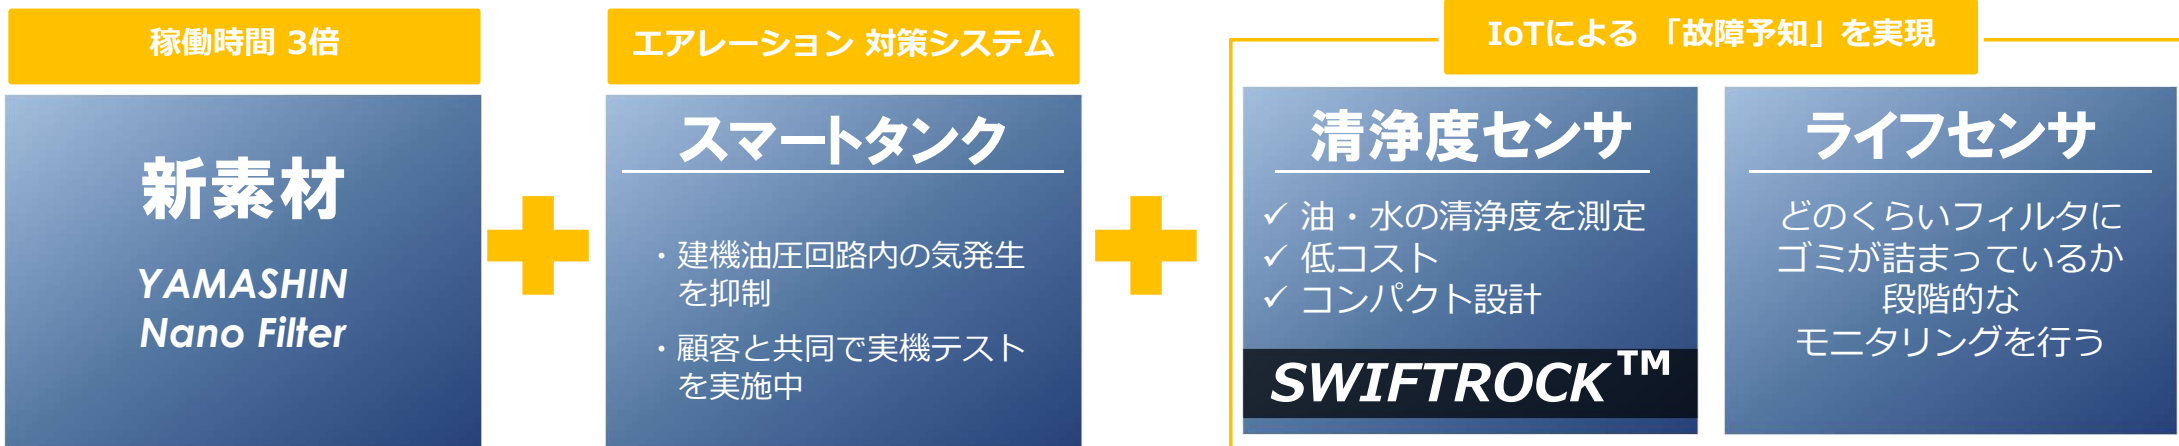 稼働時間 3倍
新素材
YAMASHIN
Nano Filter
エアレーション 対策システム
スマートタンク
・建機油圧回路内の気発生
を抑制
・顧客と共同で実機テスト
を実施中
IoTによる 「故障予知」を実現
清浄度センサ
✓ 油・水の清浄度を測定
✓ 低コスト
✓ コンパクト設計
SWIFTROCK™
ライフセンサ
どのくらいフィルタに
ゴミが詰まっているか
段階的な
モニタリングを行う